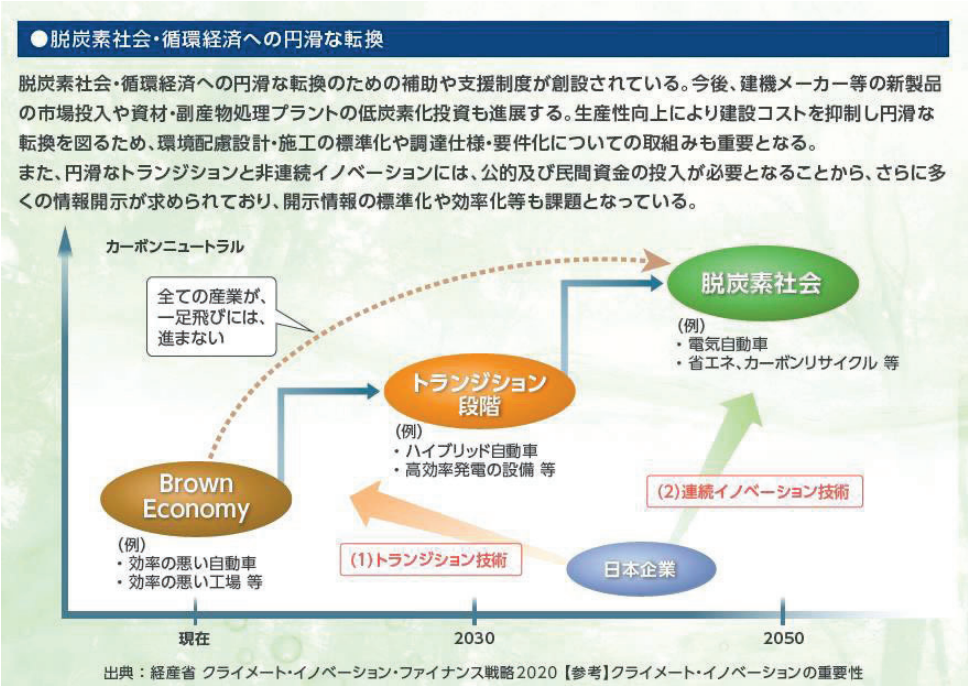 ●脱炭素社会・循環経済への円滑な転換
脱炭素社会・循環経済への円滑な転換のための補助や支援制度が創設されている。今後、建機メーカー等の新製品
の市場投入や資材・副産物処理プラントの低炭素化投資も進展する。生産性向上により建設コストを抑制し円滑な
転換を図るため、環境配慮設計・施工の標準化や調達仕様・要件化についての取組みも重要となる。
また、円滑なトランジションと非連続イノベーションには、公的及び民間資金の投入が必要となることから、さらに多
くの情報開示が求められており、開示情報の標準化や効率化等も課題となっている。
カーボンニュートラル
全ての産業が、
一足飛びには、
進まない
脱炭素社会
(例)
・電気自動車
・省エネ、カーボンリサイクル 等
トランジション
段階
(例)
・ハイブリッド自動車
・高効率発電の設備 等
Brown
Economy
(例)
・効率の悪い自動車
・効率の悪い工場 等
(2)連続イノベーション技術
(1)トランジション技術
日本企業
現在
2030
2050
出典：経産省 クライメート・イノベーション・ファイナンス戦略2020【参考】クライメート・イノベーションの重要性